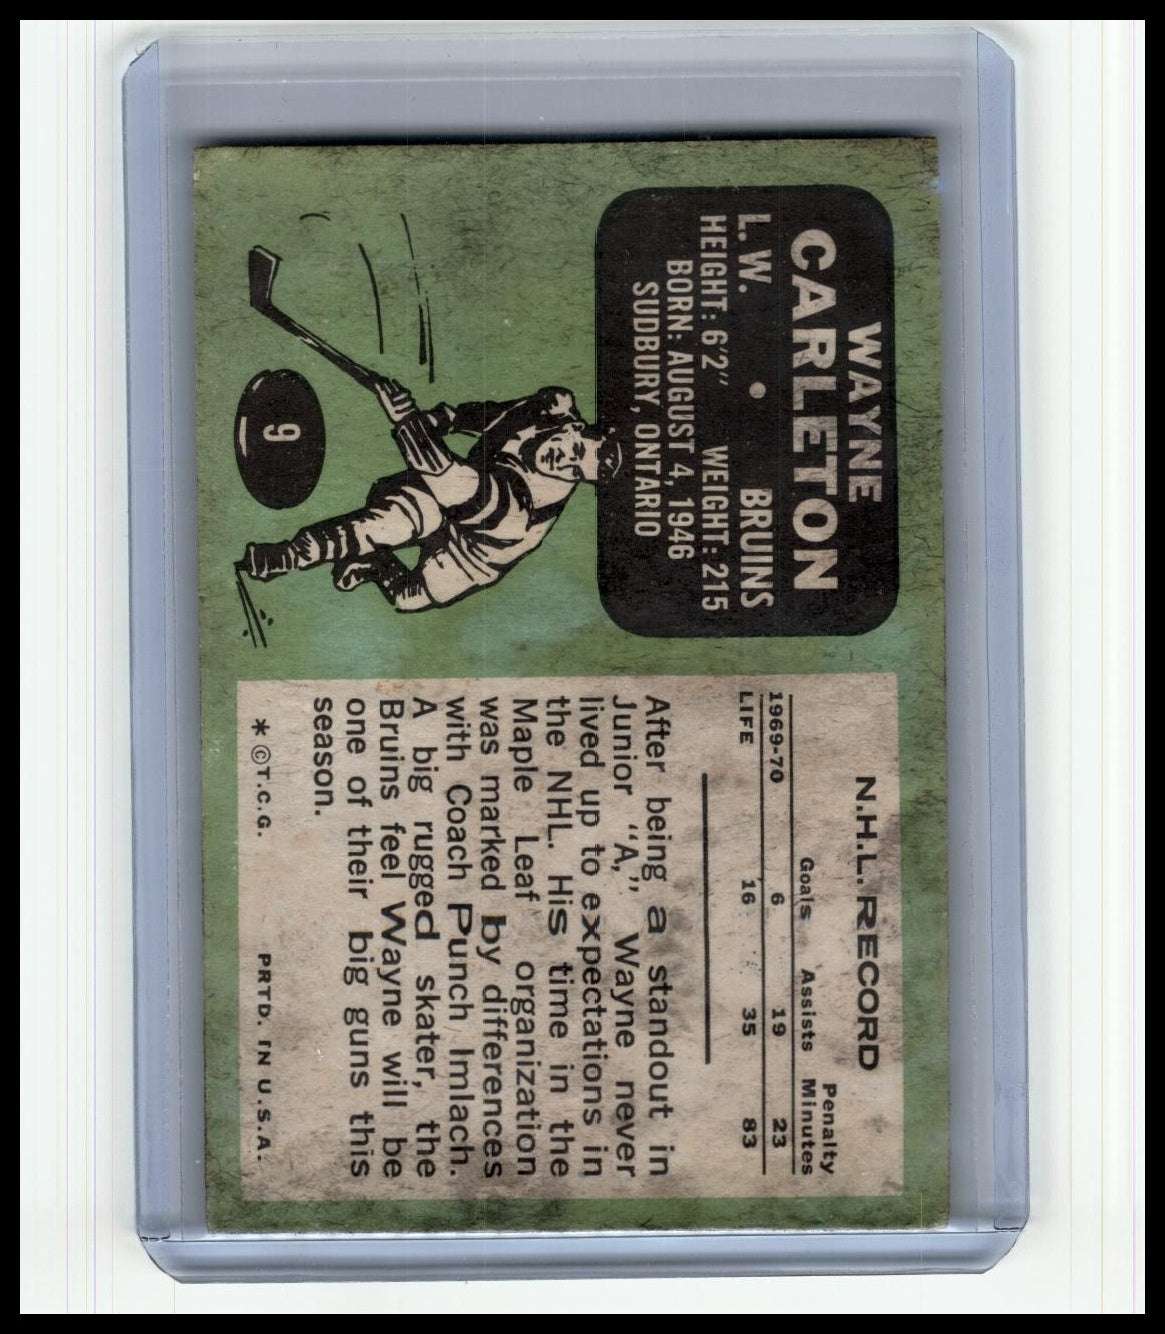 WAYNE
CARLETON
L. W. • BRUINS
HEIGHT: 6'2" WEIGHT: 215
BORN: AUGUST 4, 1946
SUDBURY, ONTARIO
9
N.H.L. RECORD
Penalty
Goals Assists Minutes
1969-70 6 19 23
LIFE 16 35 83
After being a standout in
Junior "A," Wayne never
lived up to expectations in
the NHL. His time in the
Maple Leaf organization
was marked by differences
with Coach Punch Imlach.
A big rugged skater, the
Bruins feel Wayne will be
one of their big guns this
season.
* © T.C.G. PRTD. IN U.S.A.